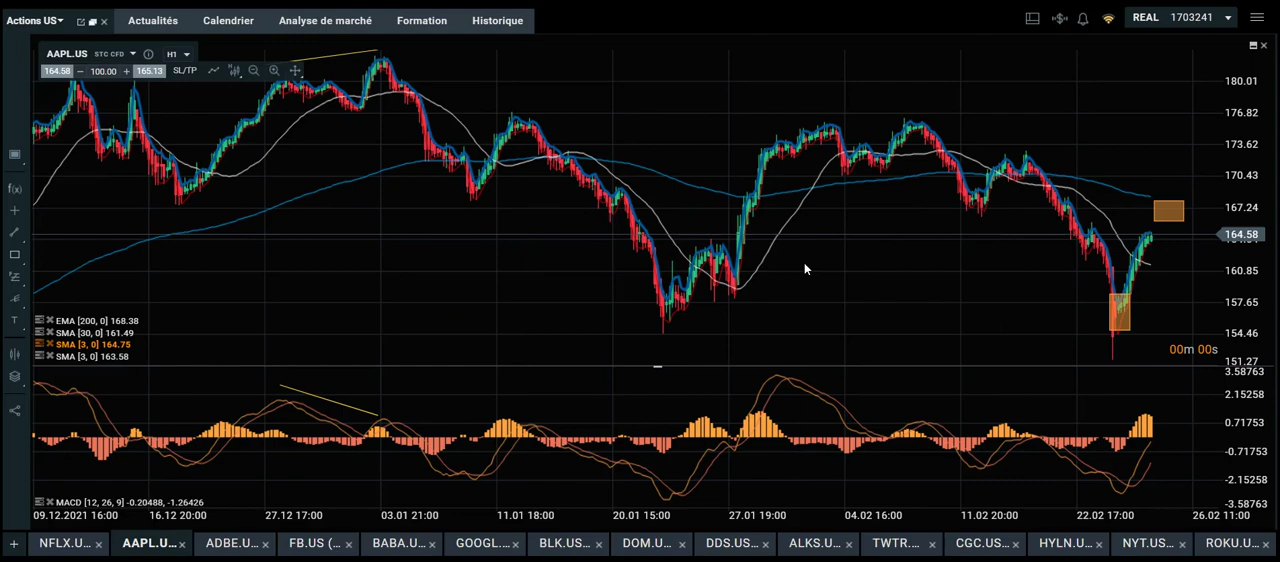 Actions US Actualités Calendrier Analyse de marché Formation Historique REAL 1703241
AAPL.US STC CFD H1
164.58 − 100.00 + 165.13 SL/TP
180.01
176.82
173.62
170.43
167.24
164.58
160.85
157.65
154.46
151.27
f(x)
T
EMA [200, 0] 168.38
SMA [30, 0] 161.49
SMA [3, 0] 164.75
SMA [3, 0] 163.58
00m 00s
3.58763
2.15258
0.71753
-0.71753
-2.15258
-3.58763
MACD [12, 26, 9] -0.20488, -1.26426
09.12.2021 16:00 16.12 20:00 27.12 17:00 03.01 21:00 11.01 18:00 20.01 15:00 27.01 19:00 04.02 16:00 11.02 20:00 22.02 17:00 26.02 11:00
+ NFLX.U... AAPL.U... ADBE.U... FB.US (... BABA.U... GOOGL.... BLK.US... DOM.U... DDS.US... ALKS.U... TWTR.... CGC.US... HYLN.U... NYT.US... ROKU.U...